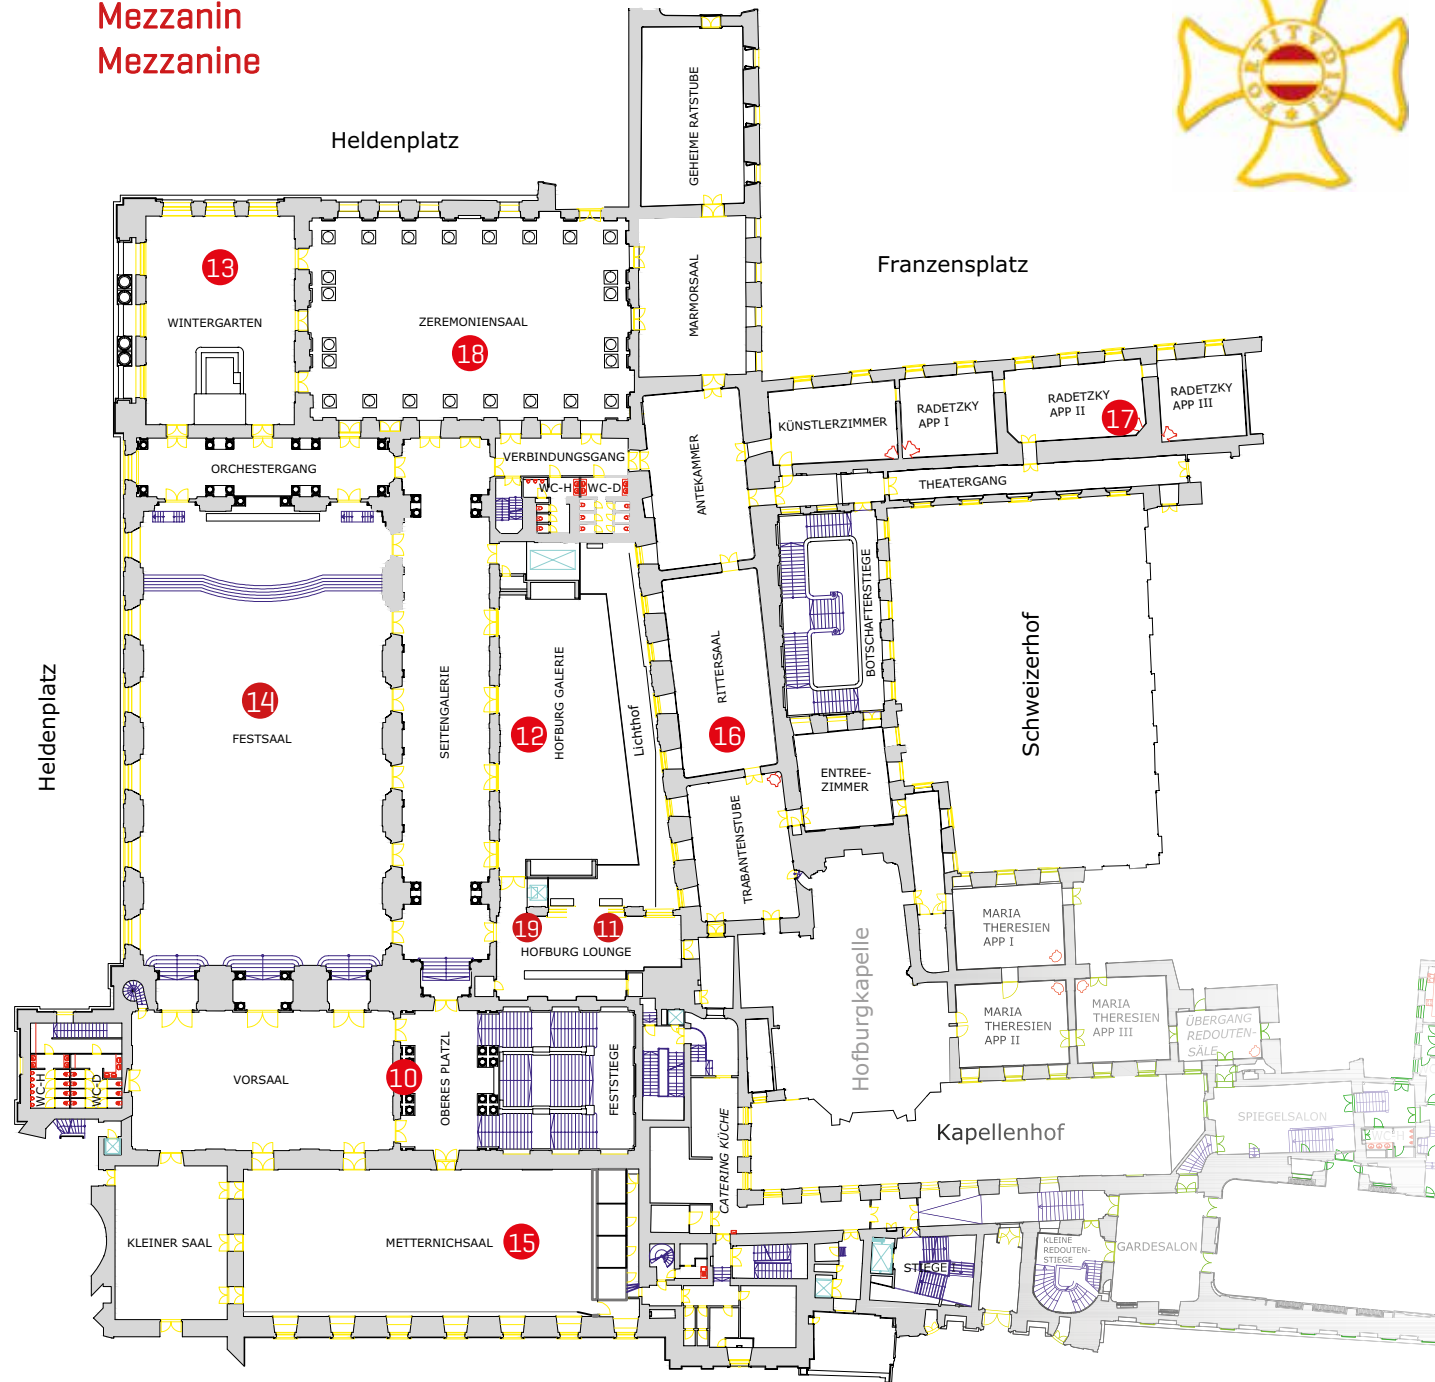 Mezzanin
Mezzanine
FORTITVDINI
Heldenplatz
GEHEIME RATSTUBE
Franzensplatz
13
WINTERGARTEN
ZEREMONIENSAAL
18
MARMORSAAL
KÜNSTLERZIMMER
RADETZKY
APP I
RADETZKY
APP II
17
RADETZKY
APP III
ORCHESTERGANG
VERBINDUNGSGANG
WC-H
WC-D
ANTEKAMMER
THEATERGANG
BOTSCHAFTERSTIEGE
Schweizerhof
Heldenplatz
14
FESTSAAL
SEITENGALERIE
12
HOFBURG GALERIE
Lichthof
RITTERSAAL
16
ENTREE-
ZIMMER
TRABANTENSTUBE
19
11
HOFBURG LOUNGE
Hofburgkapelle
MARIA
THERESIEN
APP I
MARIA
THERESIEN
APP II
MARIA
THERESIEN
APP III
ÜBERGANG
REDOUTEN-
SÄLE
WC-H
WC-D
VORSAAL
10
OBERES PLATZL
FESTSTIEGE
CATERING KÜCHE
Kapellenhof
SPIEGELSALON
WC-H
KLEINER SAAL
METTERNICHSAAL
15
STIEGE
KLEINE
REDOUTEN-
STIEGE
GARDESALON